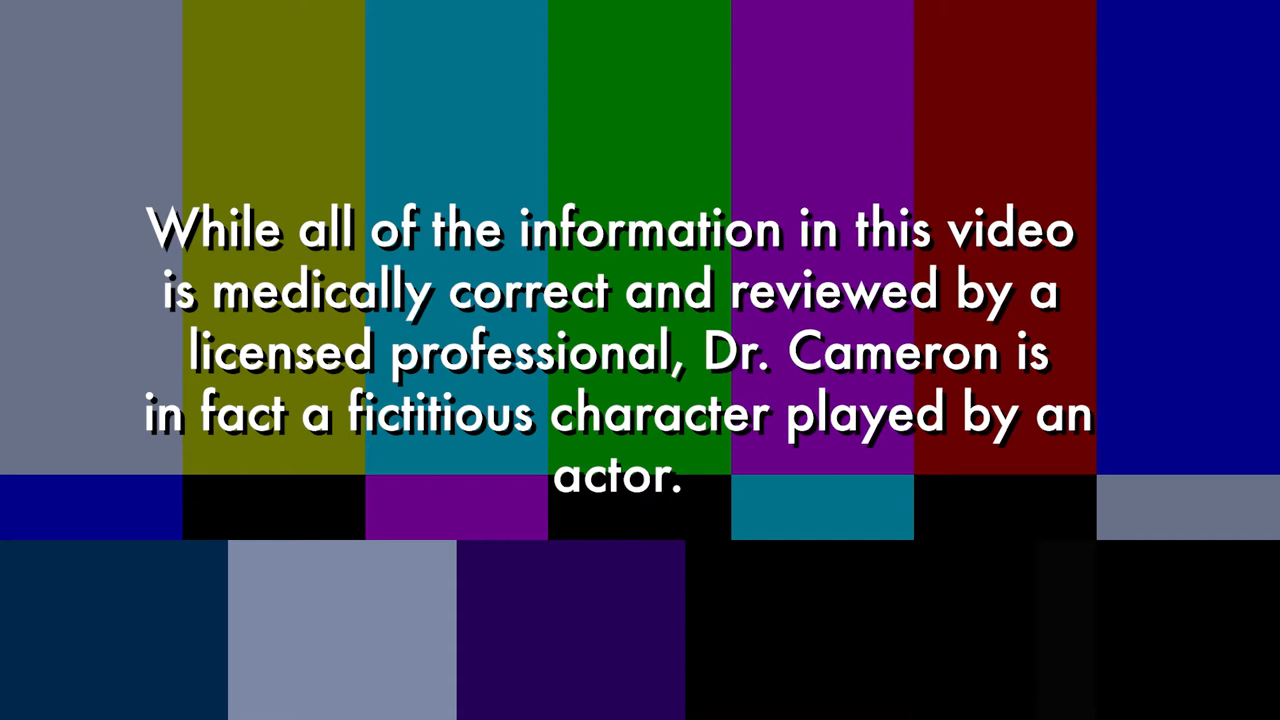 While all of the information in this video
is medically correct and reviewed by a
licensed professional, Dr. Cameron is
in fact a fictitious character played by an
actor.